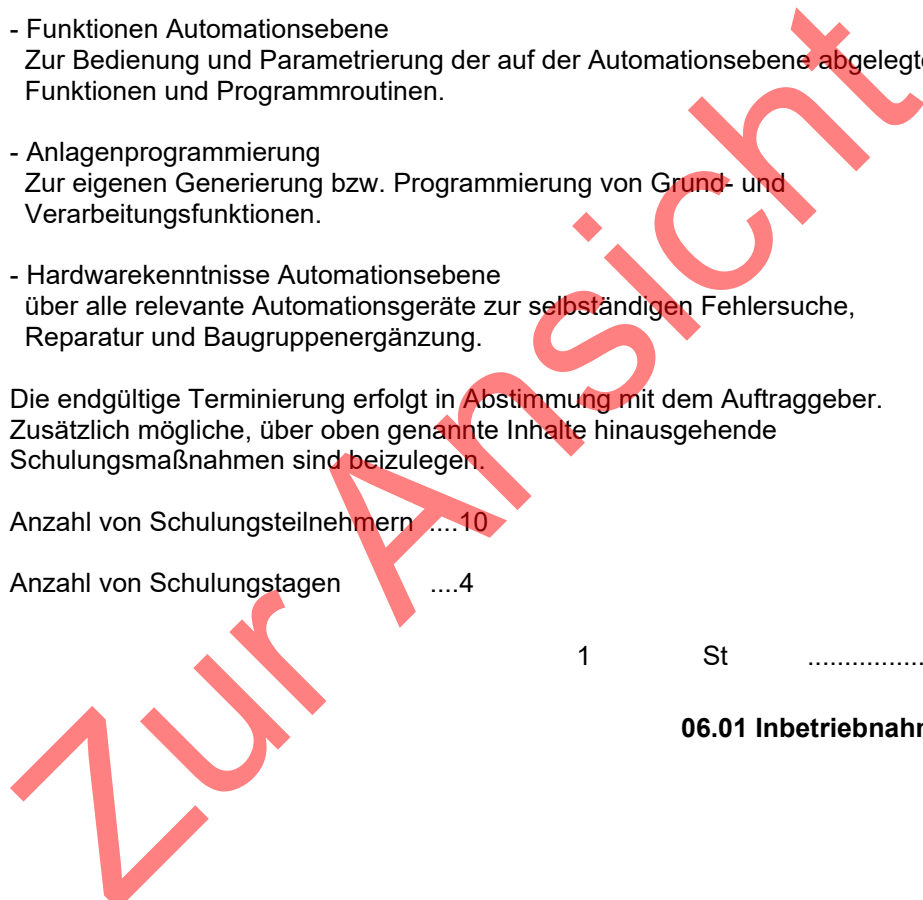 - Funktionen Automationsebene
Zur Bedienung und Parametrierung der auf der Automationsebene
Funktionen und Programmroutinen.
- Anlagenprogrammierung
Zur eigenen Generierung bzw. Programmierung von Grund- und
Verarbeitungsfunktionen.
- Hardwarekenntnisse Automationsebene
über alle relevante Automationsgeräte zur selbständigen Fehlersuche,
Reparatur und Baugruppenergänzung.
Die endgültige Terminierung erfolgt in Abstimmung mit dem Auftraggeber.
Zusätzlich mögliche, über oben genannte Inhalte hinausgehende
Schulungsmaßnahmen sind beizulegen.
Anzahl von Schulungsteilnehmern ....10
Anzahl von Schulungstagen ....4
1 St ...............
06.01
Zur Ansicht